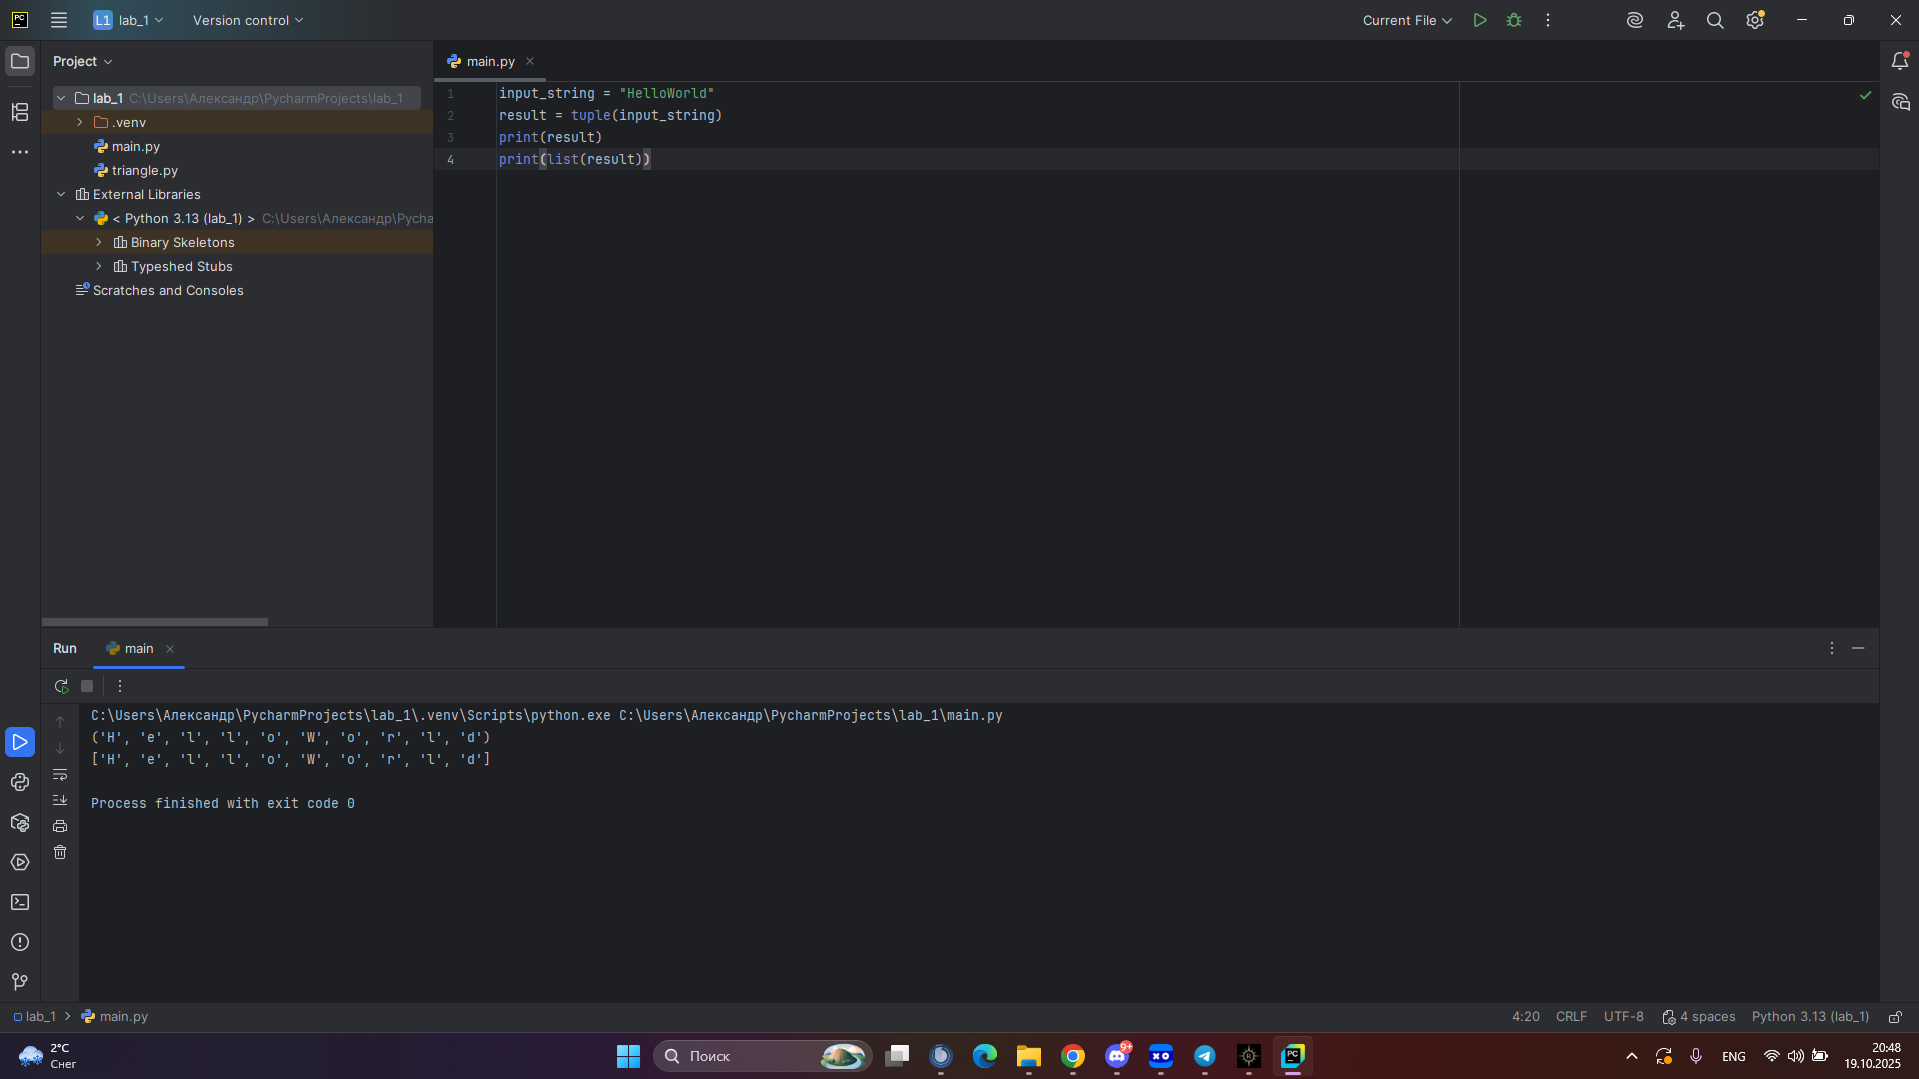 PC
L1 lab_1
Version control
Current File
Project
main.py
lab_1 C:\Users\Александр\PycharmProjects\lab_1
.venv
main.py
triangle.py
External Libraries
< Python 3.13 (lab_1) > C:\Users\Александр\Pycha
Binary Skeletons
Typeshed Stubs
Scratches and Consoles
1 input_string = "HelloWorld"
2 result = tuple(input_string)
3 print(result)
4 print(list(result))
Run
main
C:\Users\Александр\PycharmProjects\lab_1\.venv\Scripts\python.exe C:\Users\Александр\PycharmProjects\lab_1\main.py
('H', 'e', 'l', 'l', 'o', 'W', 'o', 'r', 'l', 'd')
['H', 'e', 'l', 'l', 'o', 'W', 'o', 'r', 'l', 'd']
Process finished with exit code 0
lab_1 > main.py
4:20 CRLF UTF-8 4 spaces Python 3.13 (lab_1)
2°C
Снег
Поиск
9+
XO
PC
ENG
20:48
19.10.2025